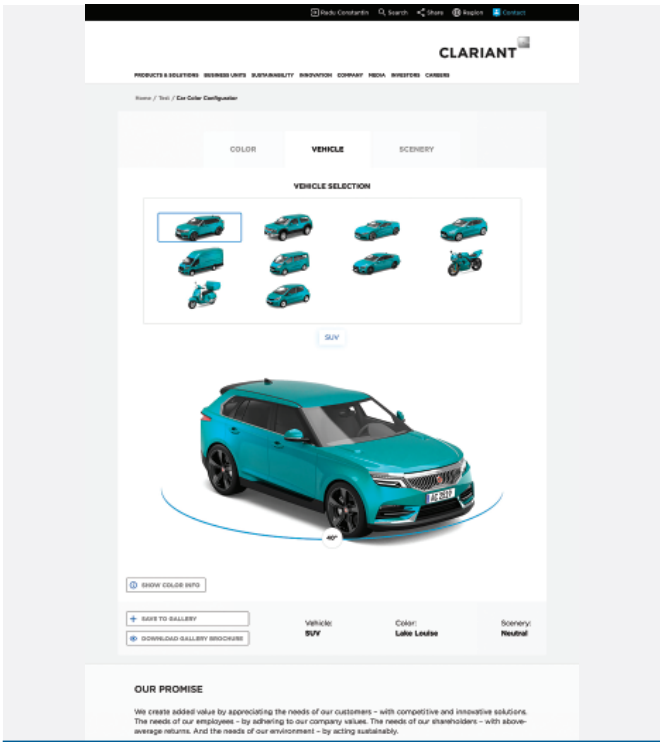 Radu Constantin Search Share Region Contact
CLARIANT
PRODUCTS & SOLUTIONS BUSINESS UNITS SUSTAINABILITY INNOVATION COMPANY MEDIA INVESTORS CAREERS
Home / Test / Car Color Configurator
COLOR VEHICLE SCENERY
VEHICLE SELECTION
SUV
40°
SHOW COLOR INFO
SAVE TO GALLERY
DOWNLOAD GALLERY BROCHURE
Vehicle: Color: Scenery:
SUV Lake Louise Neutral
OUR PROMISE
We create added value by appreciating the needs of our customers – with competitive and innovative solutions.
The needs of our employees – by adhering to our company values. The needs of our shareholders – with above-
average returns. And the needs of our environment – by acting sustainably.